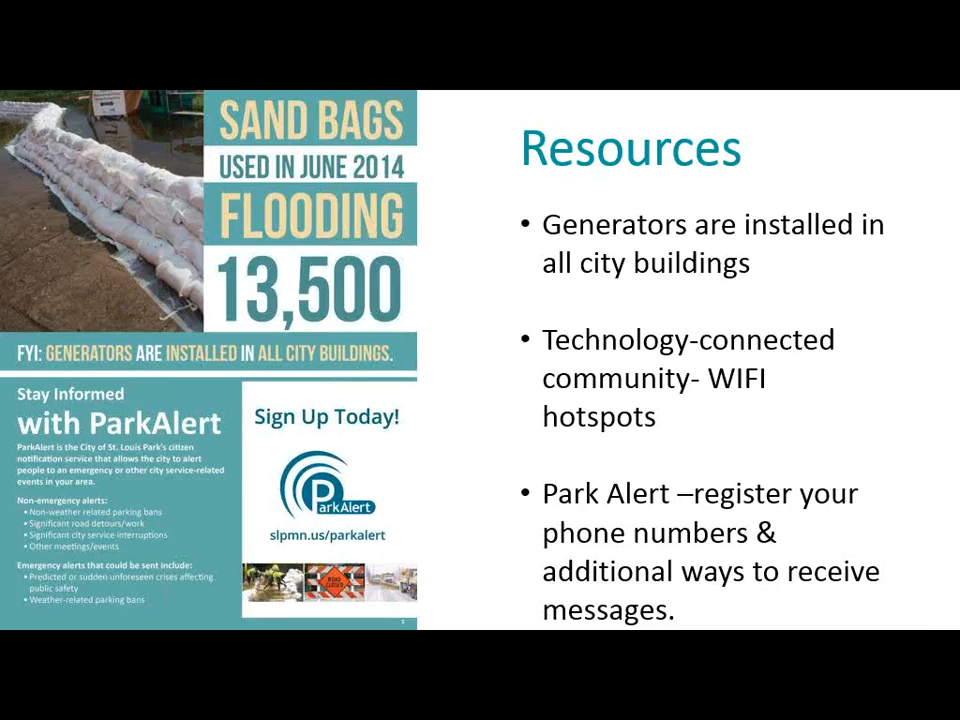 SAND BAGS
USED IN JUNE 2014
FLOODING
13,500
FYI: GENERATORS ARE INSTALLED IN ALL CITY BUILDINGS.
Stay Informed
with ParkAlert
ParkAlert is the City of St. Louis Park's citizen
notification service that allows the city to alert
people to an emergency or other city service-related
events in your area.
Non-emergency alerts:
• Non-weather related parking bans
• Significant road detours/work
• Significant city service interruptions
• Other meetings/events
Emergency alerts that could be sent include:
• Predicted or sudden unforeseen crises affecting
public safety
• Weather-related parking bans
Sign Up Today!
ParkAlert
slpmn.us/parkalert
ROAD
CLOSED
5
Resources
• Generators are installed in
all city buildings
• Technology-connected
community- WIFI
hotspots
• Park Alert –register your
phone numbers &
additional ways to receive
messages.